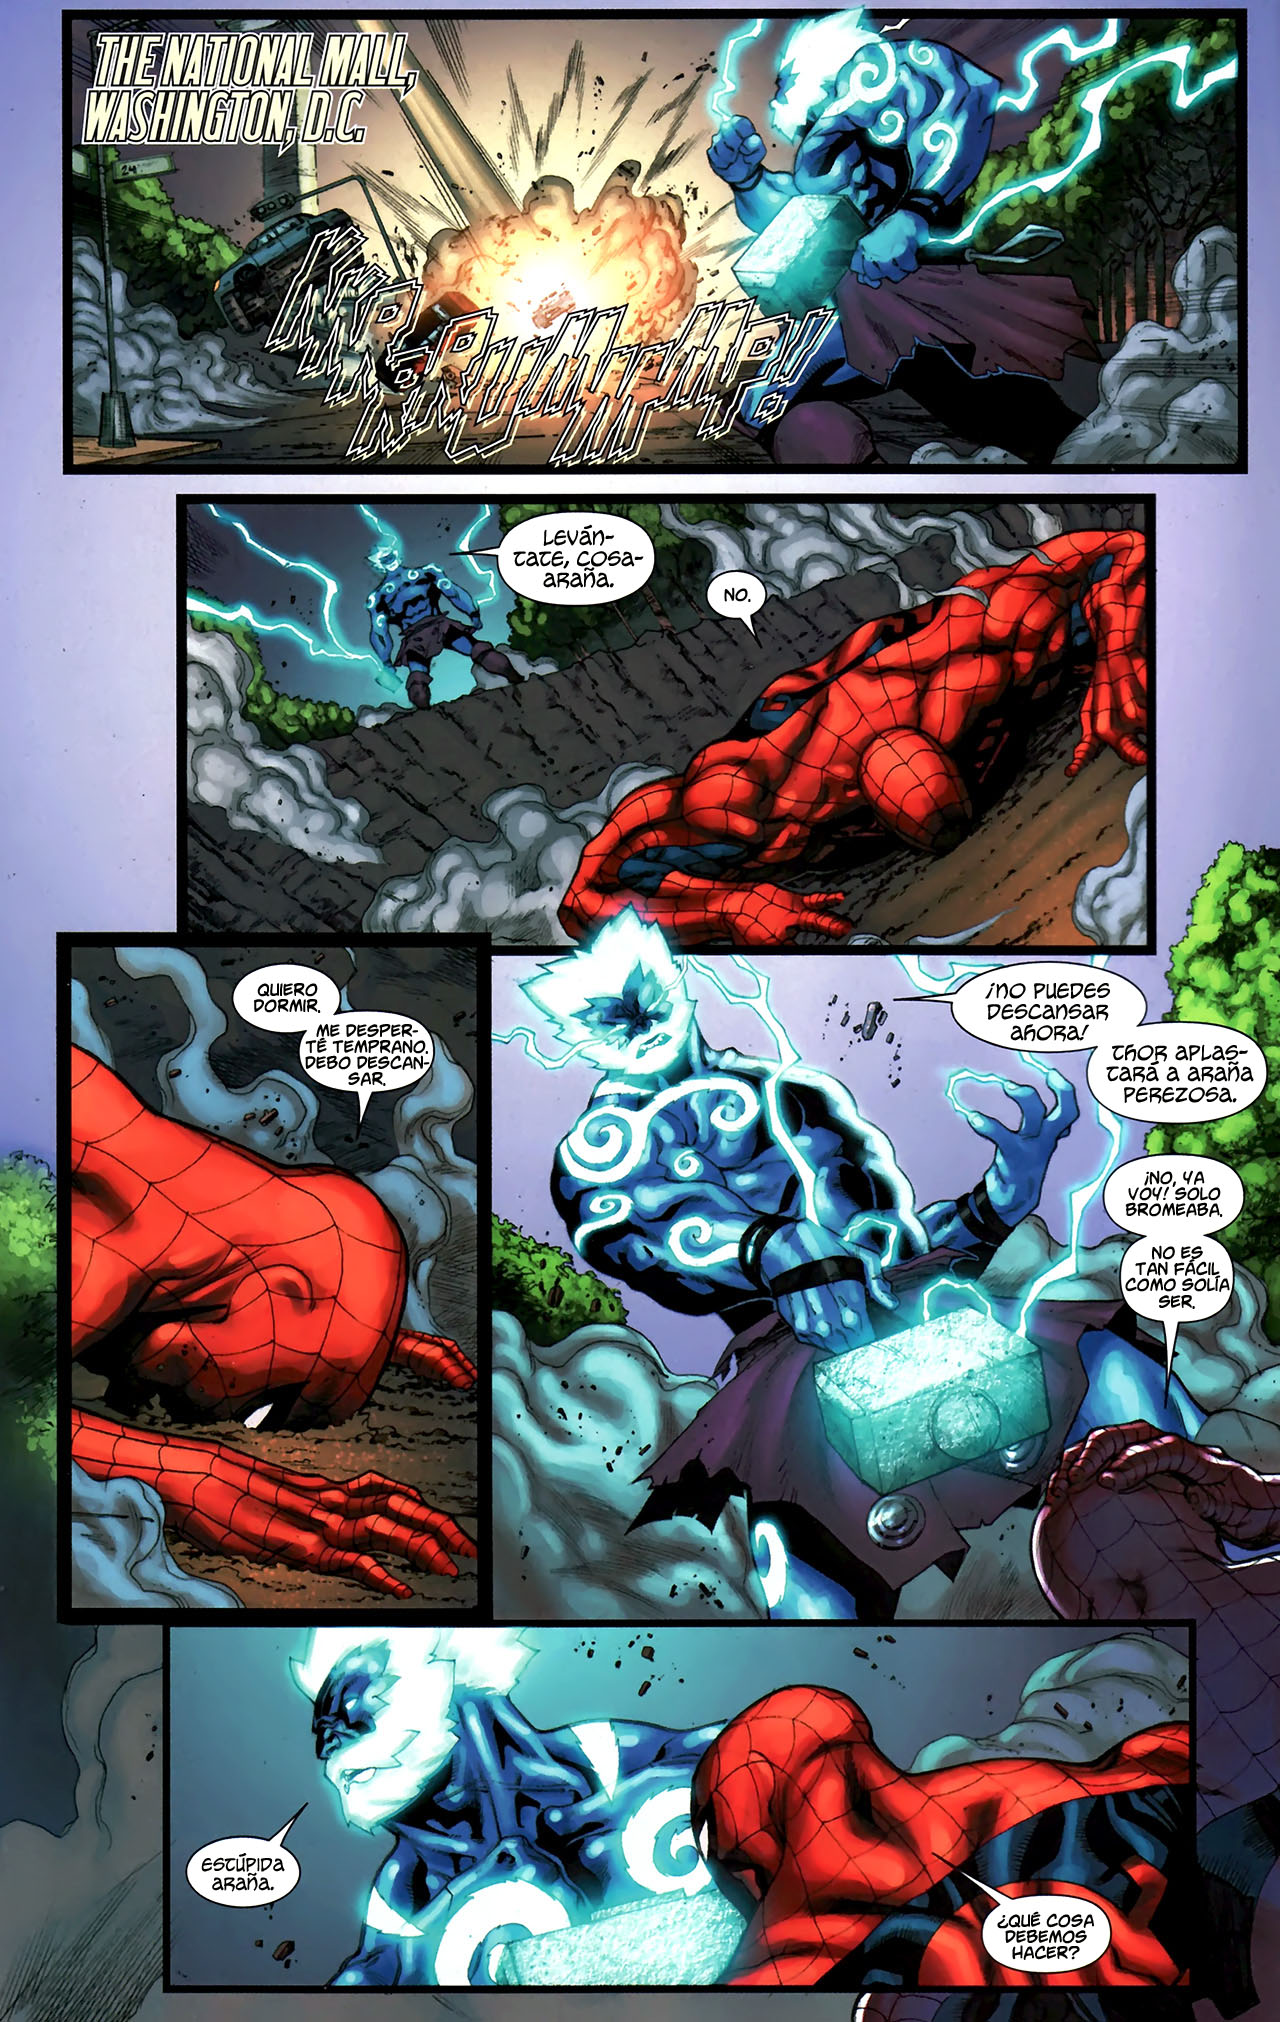 THE NATIONAL MALL,
WASHINGTON, D.C.
24
LEVÁN-
TATE, COSA-
ARAÑA.
NO.
QUIERO
DORMIR.
ME DESPER-
TÉ TEMPRANO.
DEBO DESCAN-
SAR.
¡NO PUEDES
DESCANSAR
AHORA!
THOR APLAS-
TARÁ A ARAÑA
PEREZOSA.
¡NO, YA
VOY! SOLO
BROMEABA.
NO ES
TAN FÁCIL
COMO SOLÍA
SER.
ESTÚPIDA
ARAÑA.
¿QUÉ COSA
DEBEMOS
HACER?